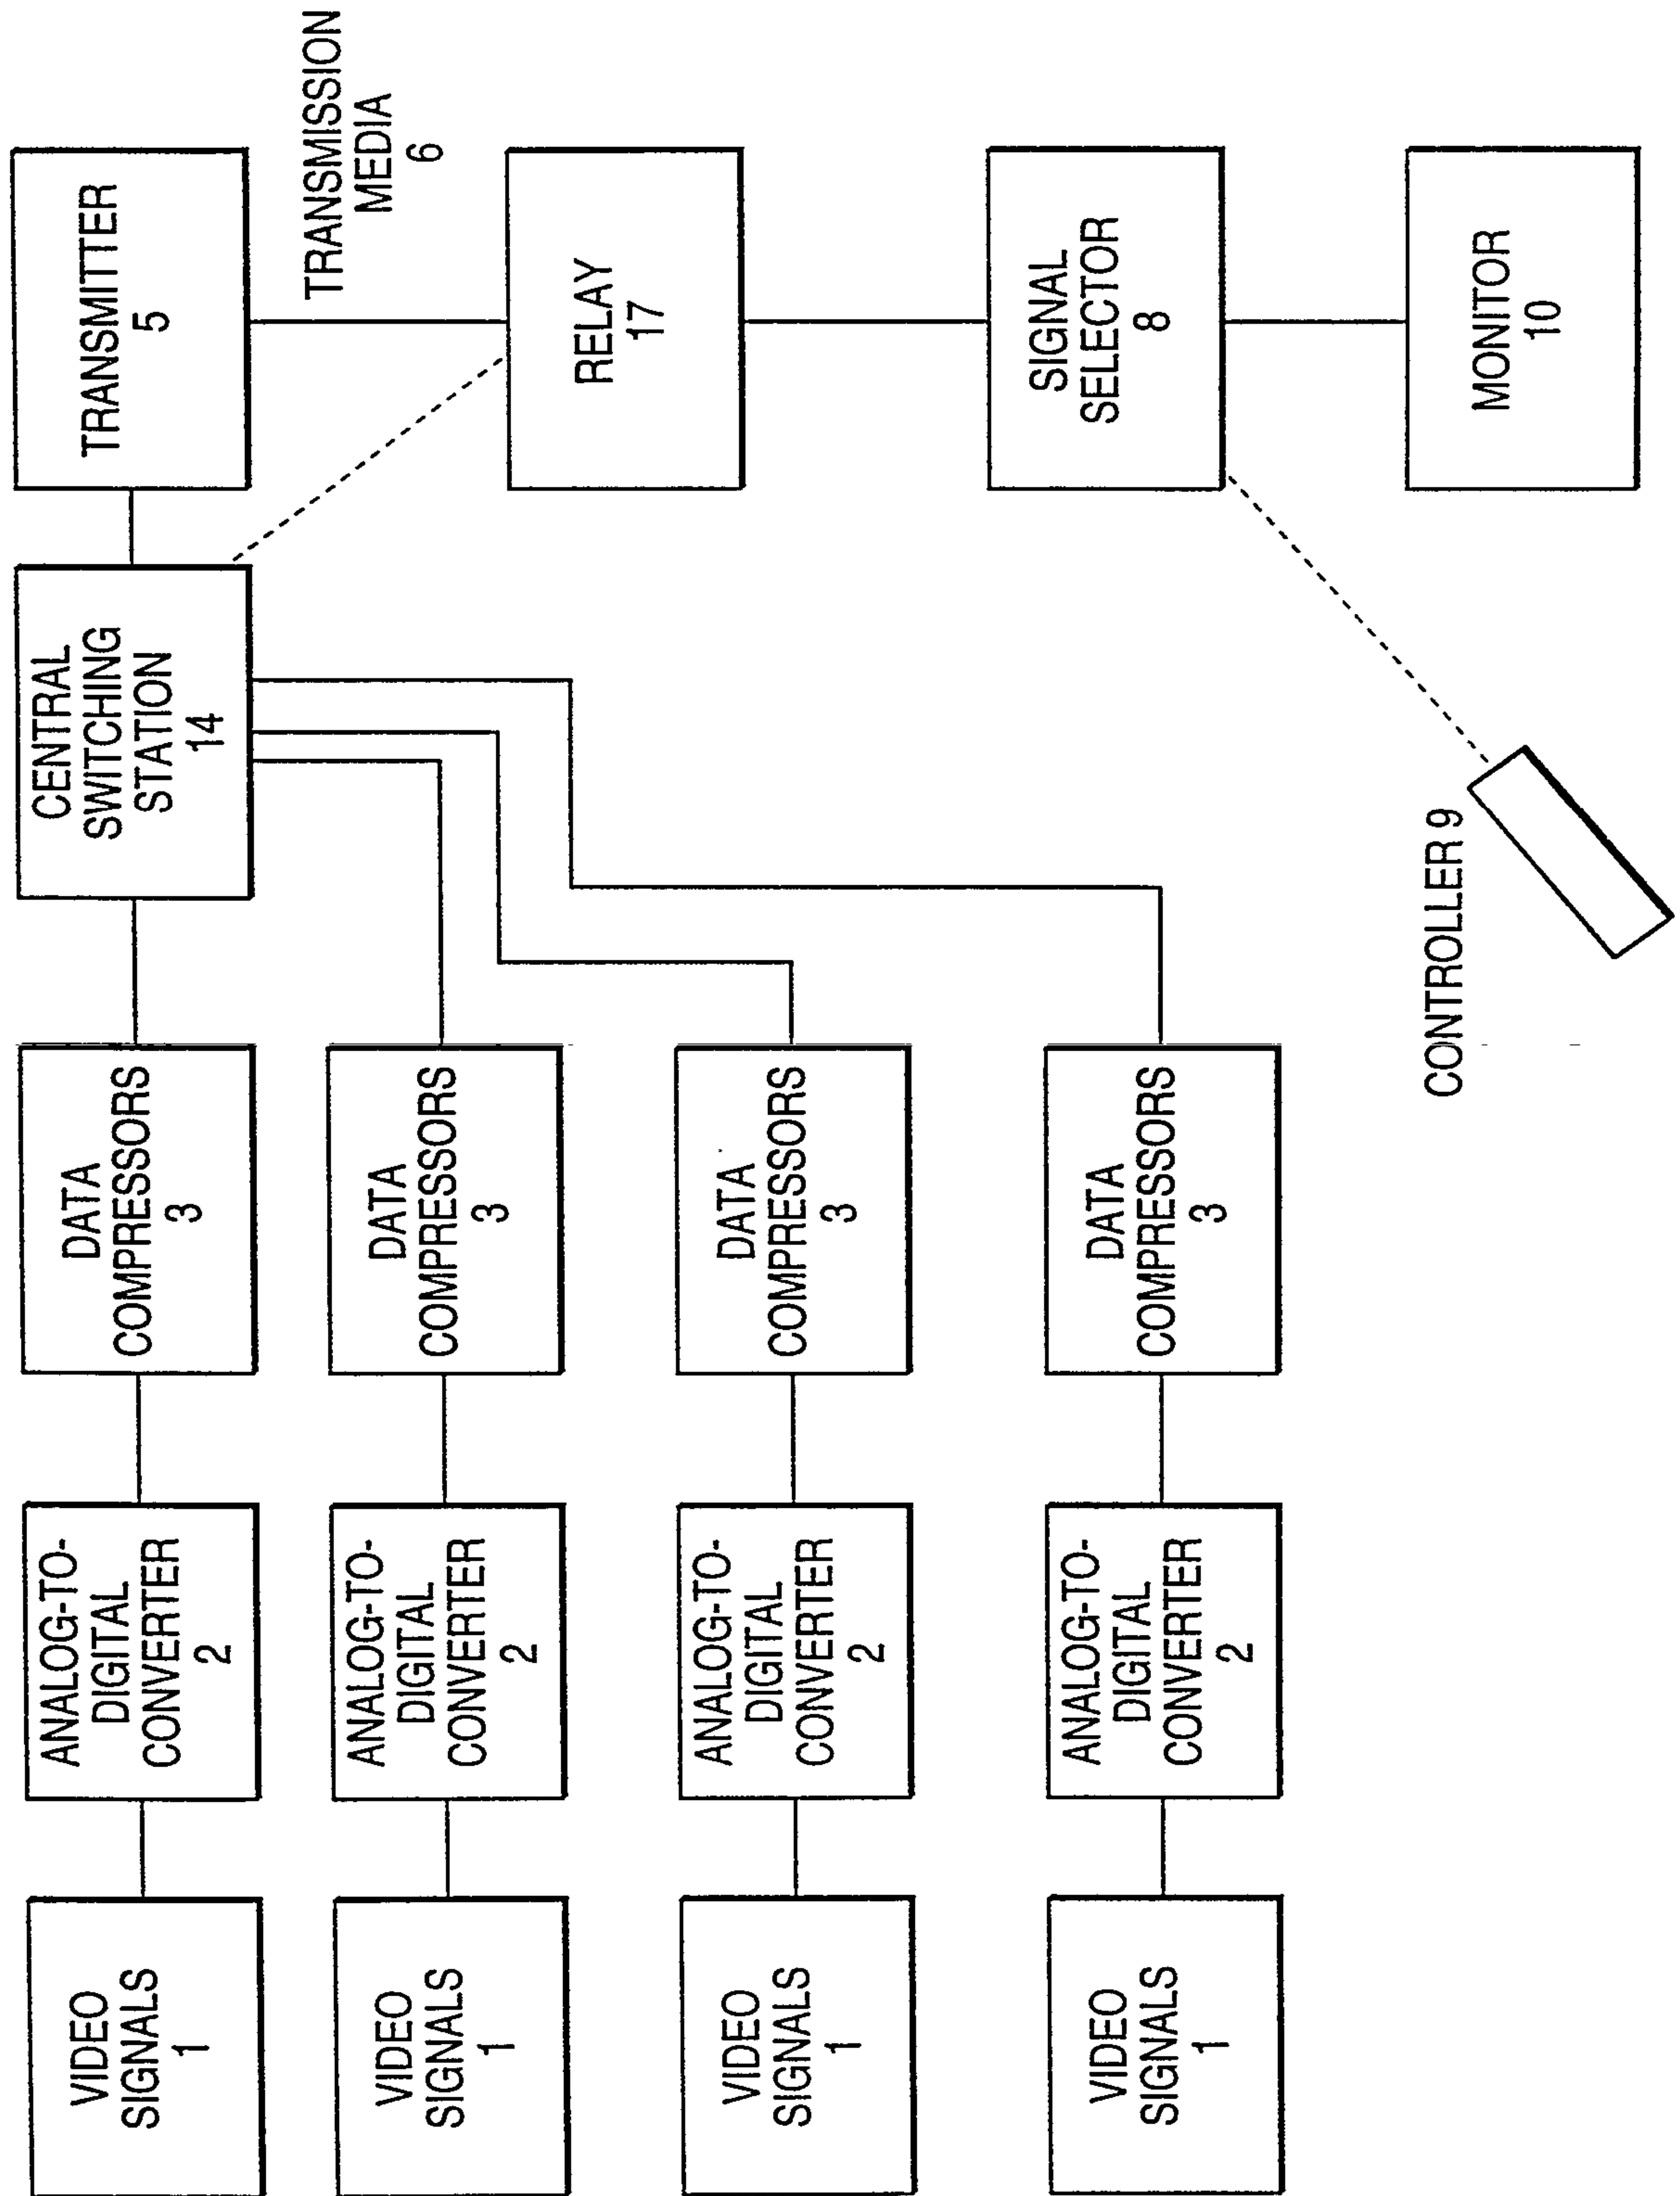 VIDEO
SIGNALS
1
ANALOG-TO-
DIGITAL
CONVERTER
2
DATA
COMPRESSORS
3
CENTRAL
SWITCHING
STATION
14
TRANSMITTER
5
VIDEO
SIGNALS
1
ANALOG-TO-
DIGITAL
CONVERTER
2
DATA
COMPRESSORS
3
TRANSMISSION
MEDIA
6
VIDEO
SIGNALS
1
ANALOG-TO-
DIGITAL
CONVERTER
2
DATA
COMPRESSORS
3
RELAY
17
VIDEO
SIGNALS
1
ANALOG-TO-
DIGITAL
CONVERTER
2
DATA
COMPRESSORS
3
SIGNAL
SELECTOR
8
CONTROLLER 9
MONITOR
10